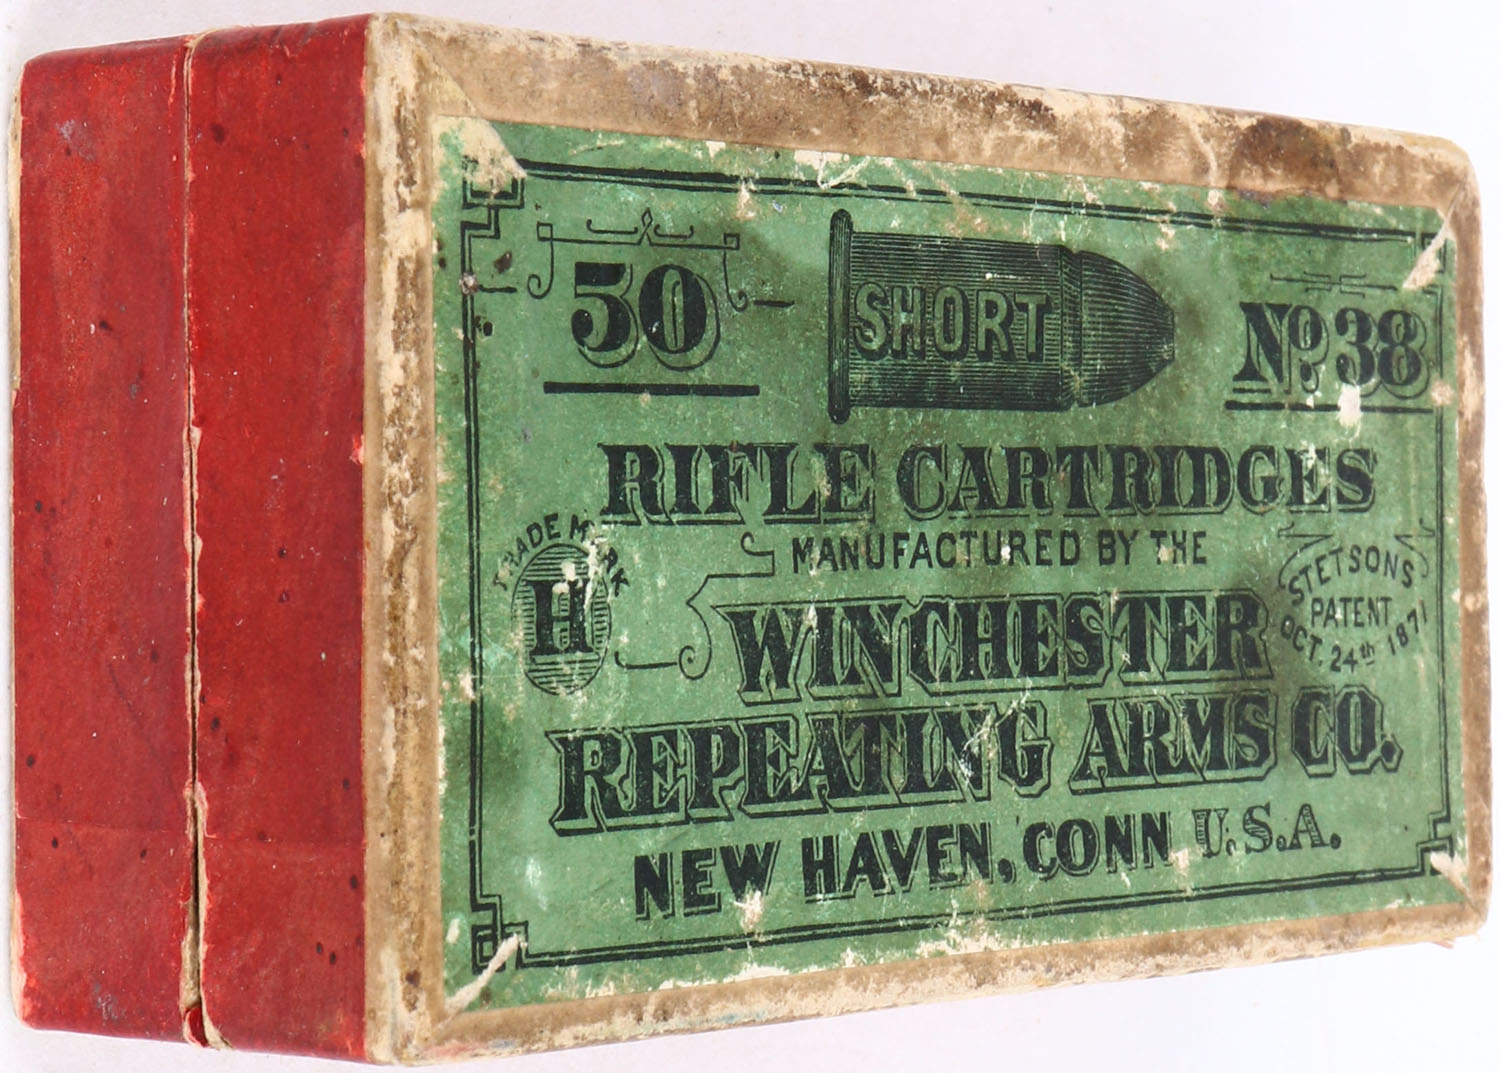 50 SHORT No. 38
RIFLE CARTRIDGES
MANUFACTURED BY THE
TRADE MARK
H
STETSONS
PATENT
OCT. 24th 1871
WINCHESTER
REPEATING ARMS CO.
NEW HAVEN, CONN U.S.A.